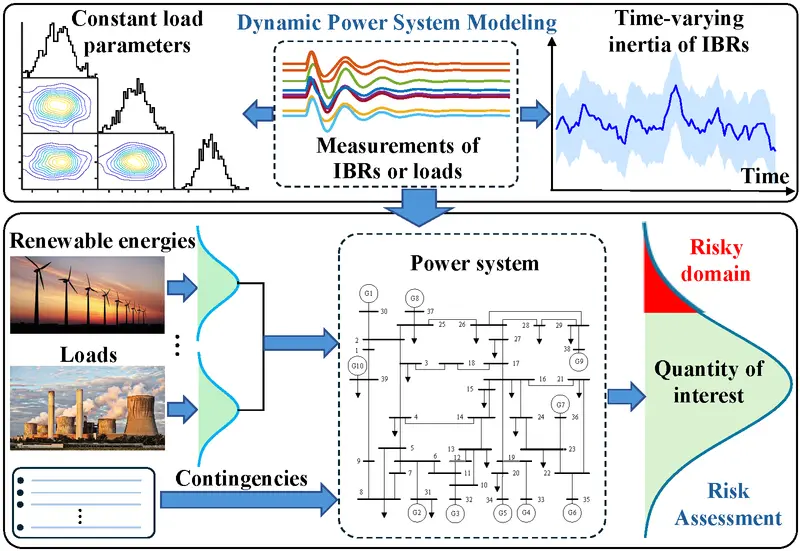 Constant load
parameters
Dynamic Power System Modeling
Time-varying
inertia of IBRs
Measurements of
IBRs or loads
Time
Renewable energies
Loads
Contingencies
Power system
G1
G8
30
37
25
26
28
29
2
27
38
1
3
18
17
G9
G10
39
16
21
15
G7
4
14
24
36
5
13
23
6
12
19
9
7
11
20
22
10
8
31
32
34
33
35
G2
G3
G5
G4
G6
Risky
domain
Quantity of
interest
Risk
Assessment